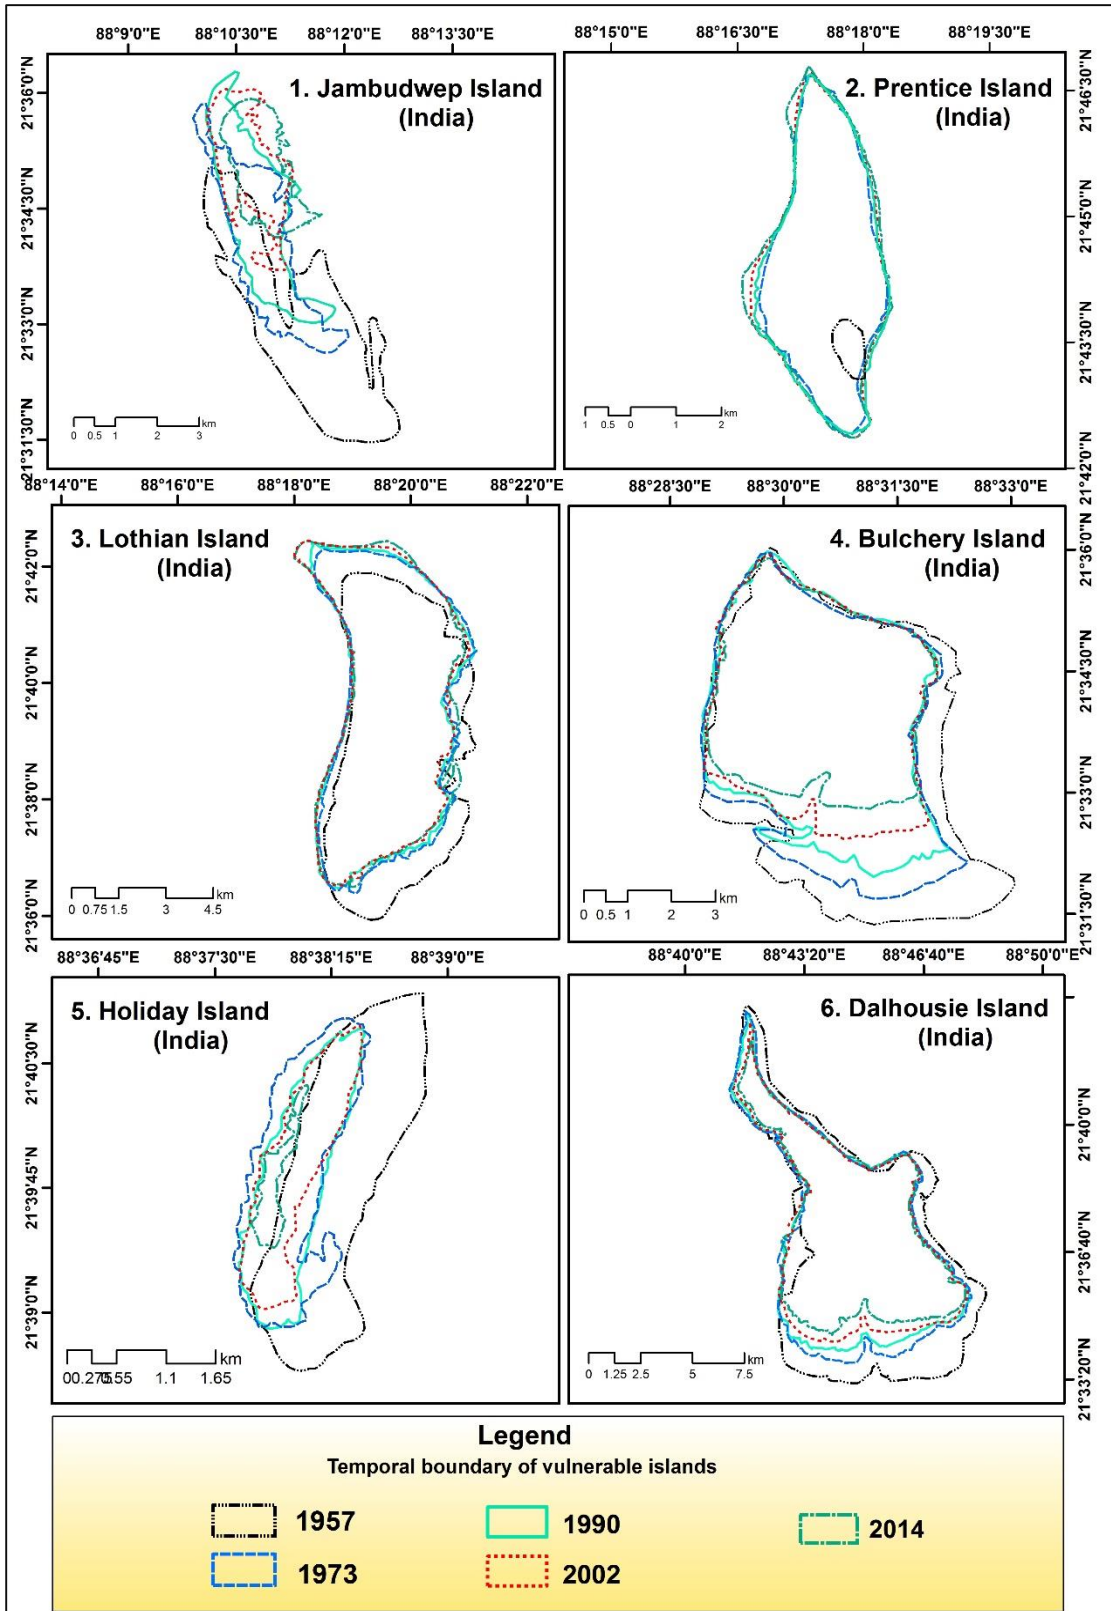 88°9'0"E 88°10'30"E 88°12'0"E 88°13'30"E
88°15'0"E 88°16'30"E 88°18'0"E 88°19'30"E
1. Jambudwep Island
(India)
21°36'0"N
21°34'30"N
21°33'0"N
21°31'30"N
0 0.5 1 2 3
km
2. Prentice Island
(India)
21°46'30"N
21°45'0"N
21°43'30"N
21°42'0"N
1 0.5 0 1 2
km
88°14'0"E 88°16'0"E 88°18'0"E 88°20'0"E 88°22'0"E
88°28'30"E 88°30'0"E 88°31'30"E 88°33'0"E
3. Lothian Island
(India)
21°42'0"N
21°40'0"N
21°38'0"N
21°36'0"N
0 0.75 1.5 3 4.5
km
4. Bulchery Island
(India)
21°36'0"N
21°34'30"N
21°33'0"N
21°31'30"N
0 0.5 1 2 3
km
88°36'45"E 88°37'30"E 88°38'15"E 88°39'0"E
88°40'0"E 88°43'20"E 88°46'40"E 88°50'0"E
5. Holiday Island
(India)
21°40'30"N
21°39'45"N
21°39'0"N
00.2750.55 1.1 1.65
km
6. Dalhousie Island
(India)
21°40'0"N
21°36'40"N
21°33'20"N
0 1.25 2.5 5 7.5
km
Legend
Temporal boundary of vulnerable islands
1957
1990
2014
1973
2002